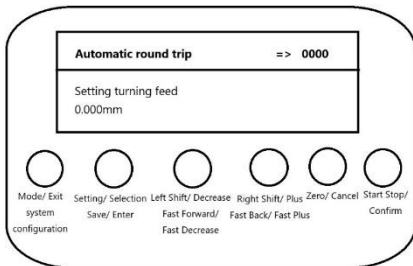 Automatic round trip => 0000
Setting turning feed
0.000mm
Mode/ Exit
system
configuration
Setting/ Selection
Save/ Enter
Left Shift/ Decrease
Fast Forward/
Fast Decrease
Right Shift/ Plus
Fast Back/ Fast Plus
Zero/ Cancel
Start Stop/
Confirm